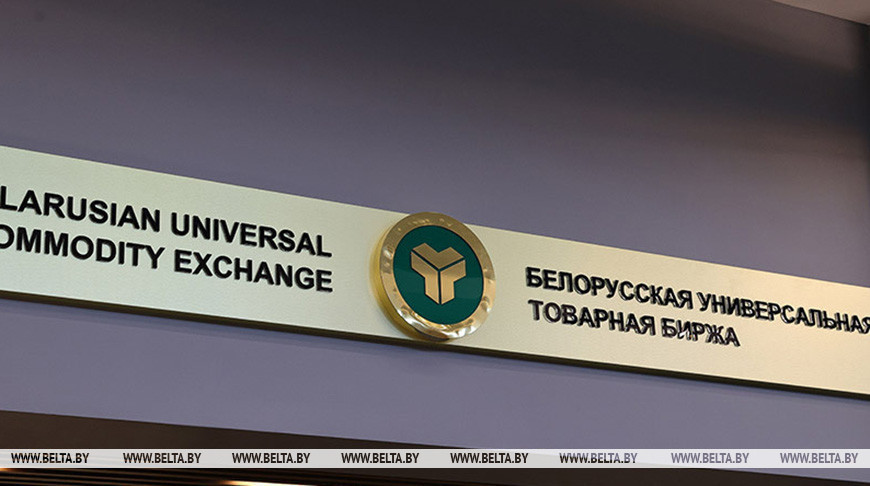 LARUSIAN UNIVERSAL
OMMODITY EXCHANGE
БЕЛОРУССКАЯ УНИВЕРСАЛЬНАЯ
ТОВАРНАЯ БИРЖА
WWW.BELTA.BY WWW.BELTA.BY WWW.BELTA.BY WWW.BELTA.BY WWW.BELTA.BY WWW.BELTA.BY WWW.BELTA.BY WWW.BELTA.BY